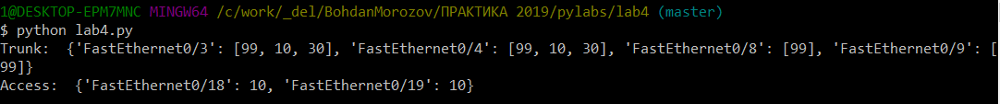 1@DESKTOP-EPM7MNC MINGW64 /c/work/_del/BohdanMorozov/ПРАКТИКА 2019/pylabs/lab4 (master)
$ python lab4.py
Trunk:  {'FastEthernet0/3': [99, 10, 30], 'FastEthernet0/4': [99, 10, 30], 'FastEthernet0/8': [99], 'FastEthernet0/9': [
99]}
Access:  {'FastEthernet0/18': 10, 'FastEthernet0/19': 10}